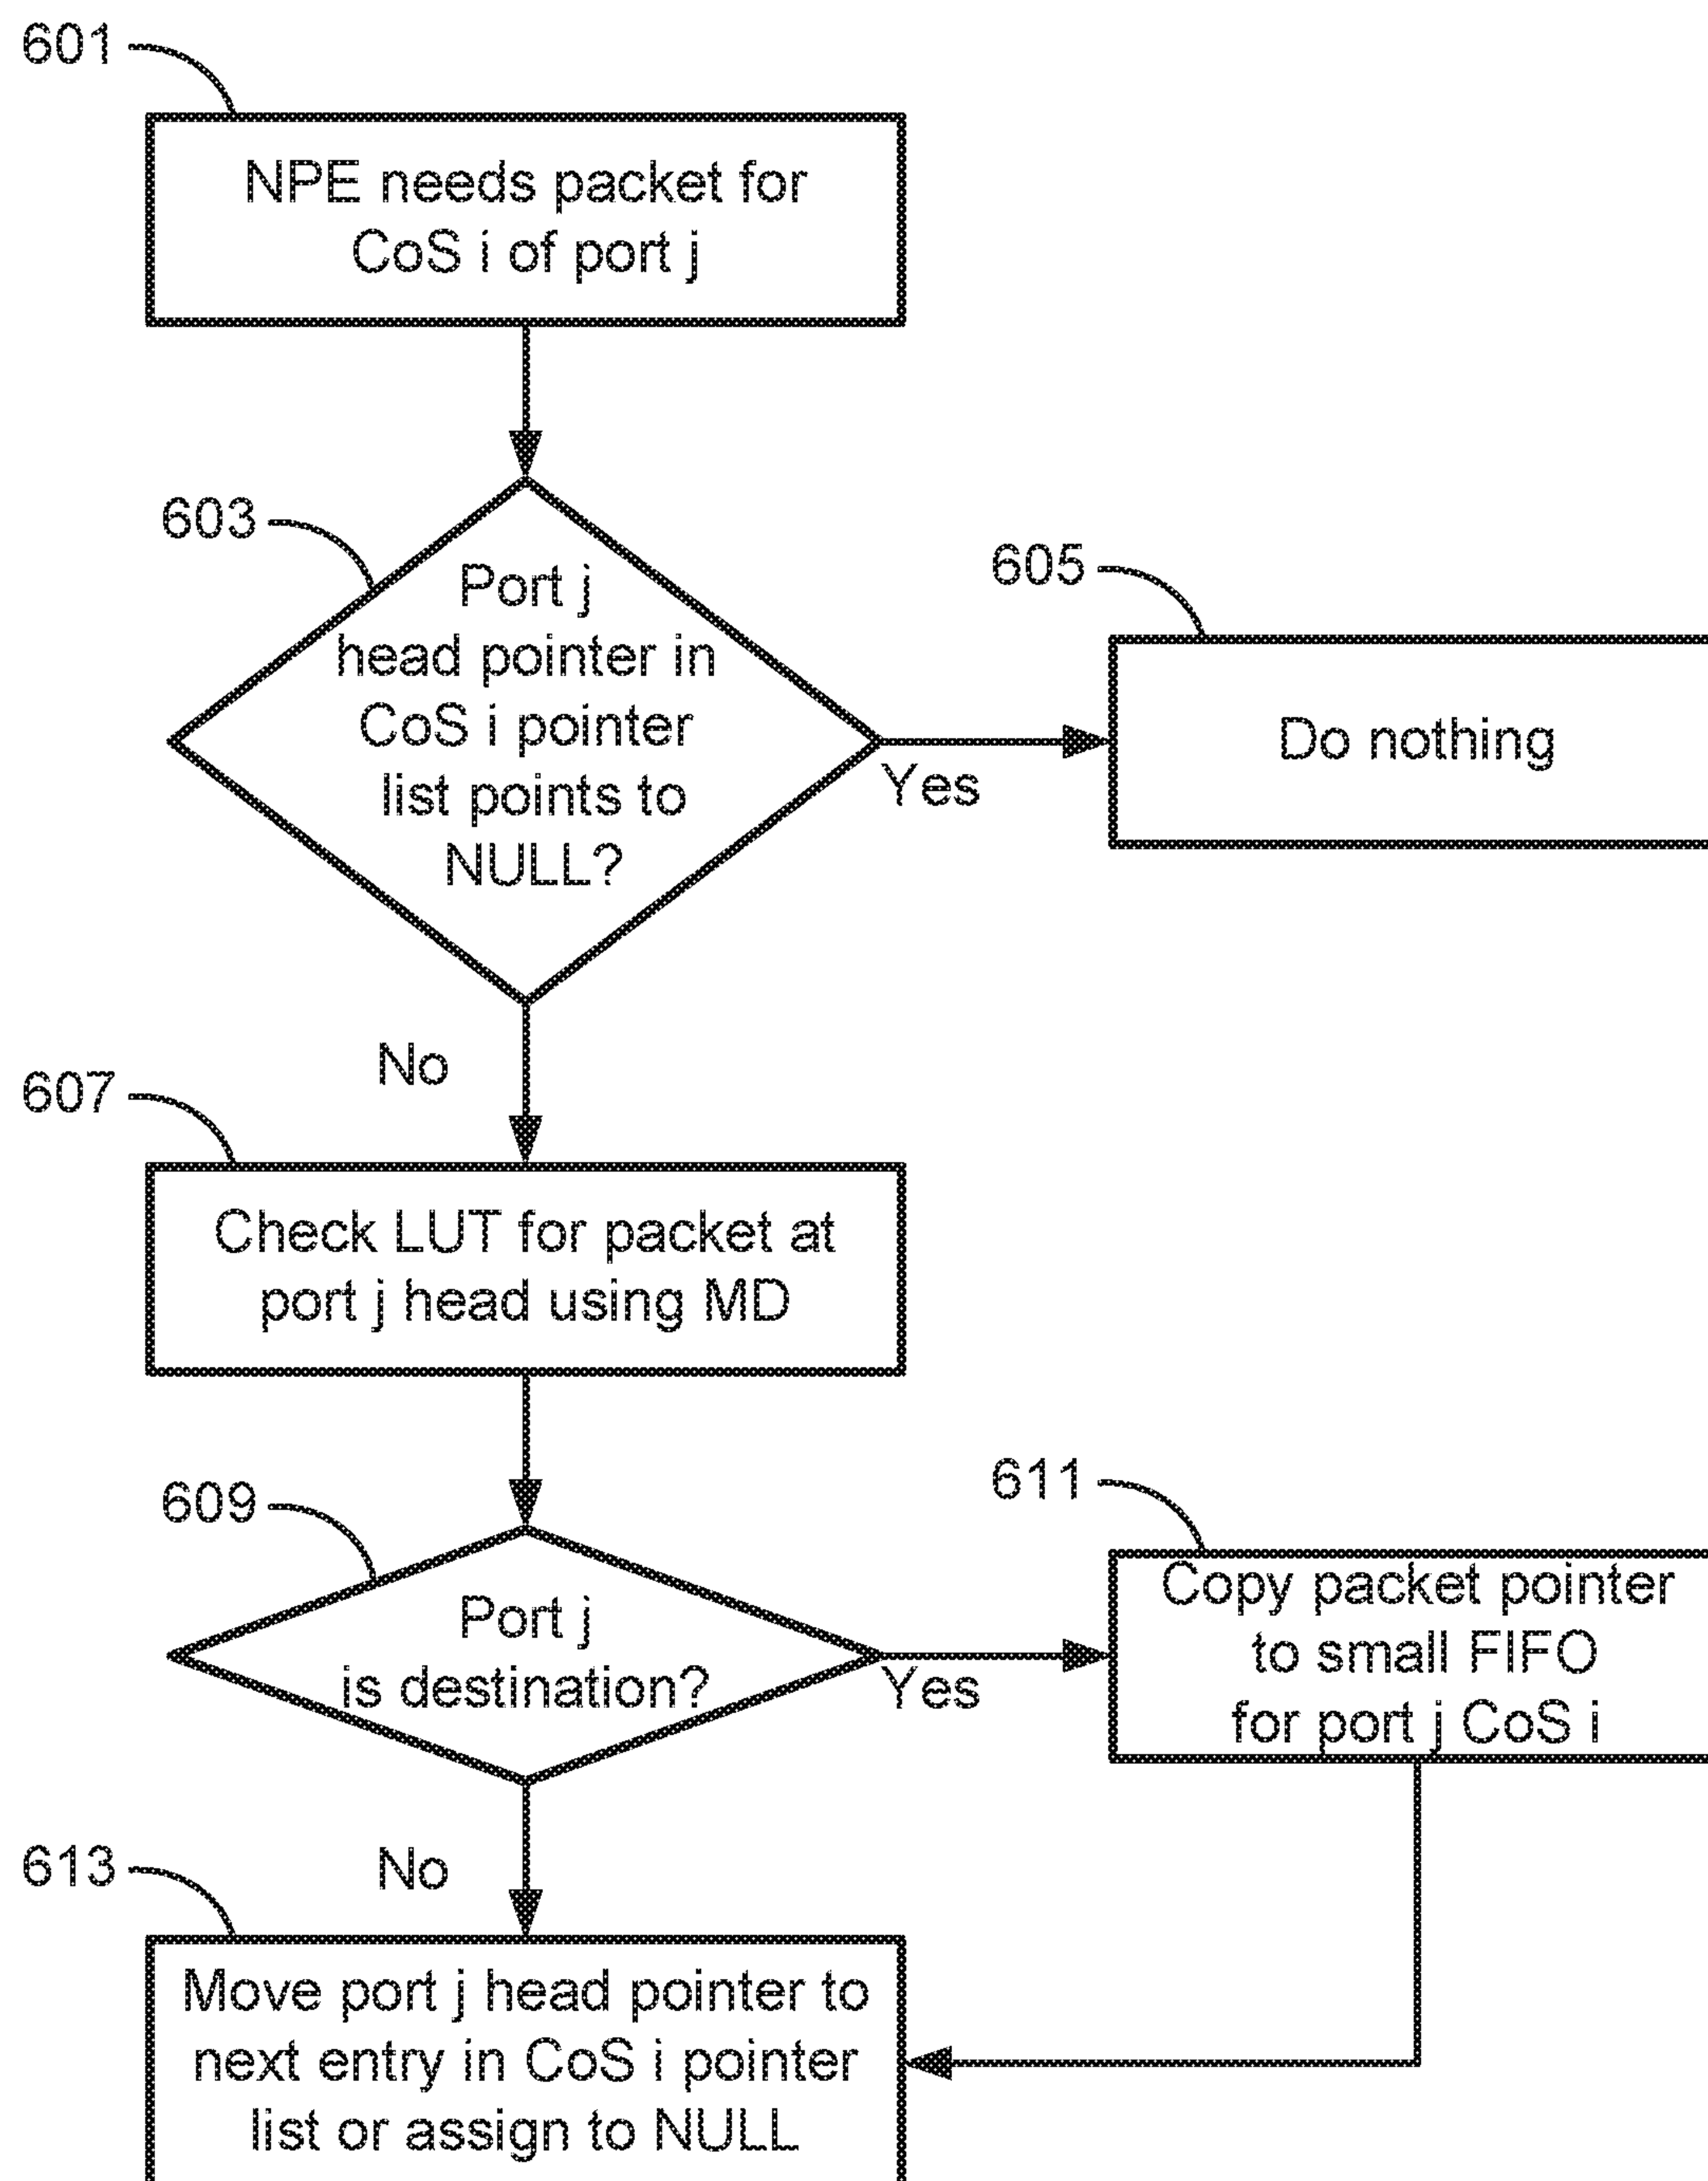 601
NPE needs packet for
CoS i of port j
603
Port j
head pointer in
CoS i pointer
list points to
NULL?
605
Yes
Do nothing
No
607
Check LUT for packet at
port j head using MD
609
Port j
is destination?
Yes
611
Copy packet pointer
to small FIFO
for port j CoS i
No
613
Move port j head pointer to
next entry in CoS i pointer
list or assign to NULL